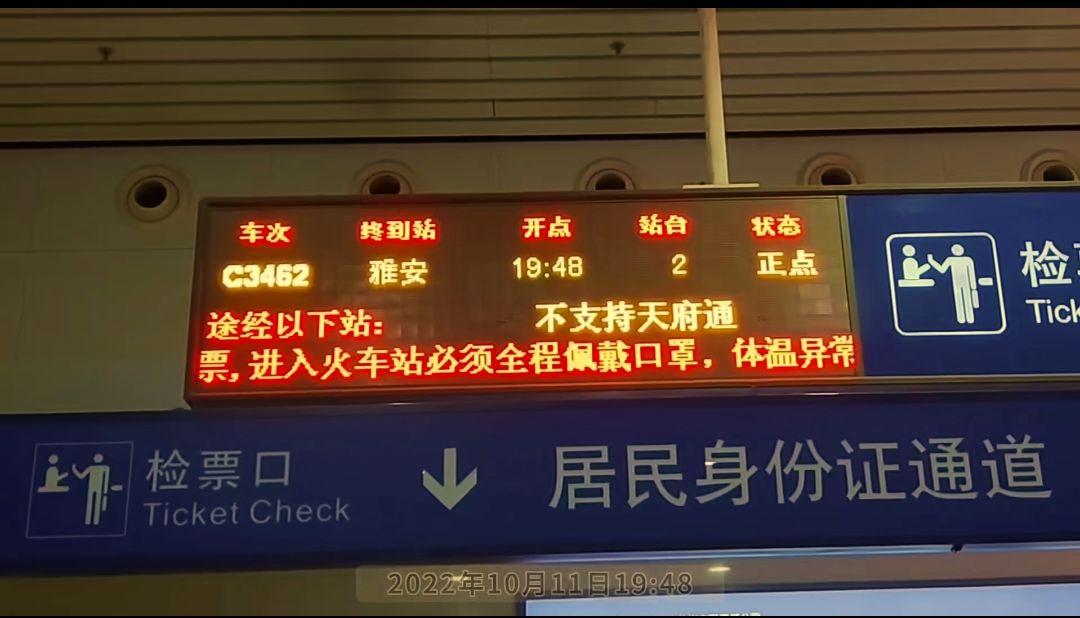 车次 终到站 开点 站台 状态
C3462 雅安 19:48 2 正点
途经以下站: 不支持天府通
票,进入火车站必须全程佩戴口罩，体温异常
检
Tick
检票口
Ticket Check
居民身份证通道
2022年10月11日19:48